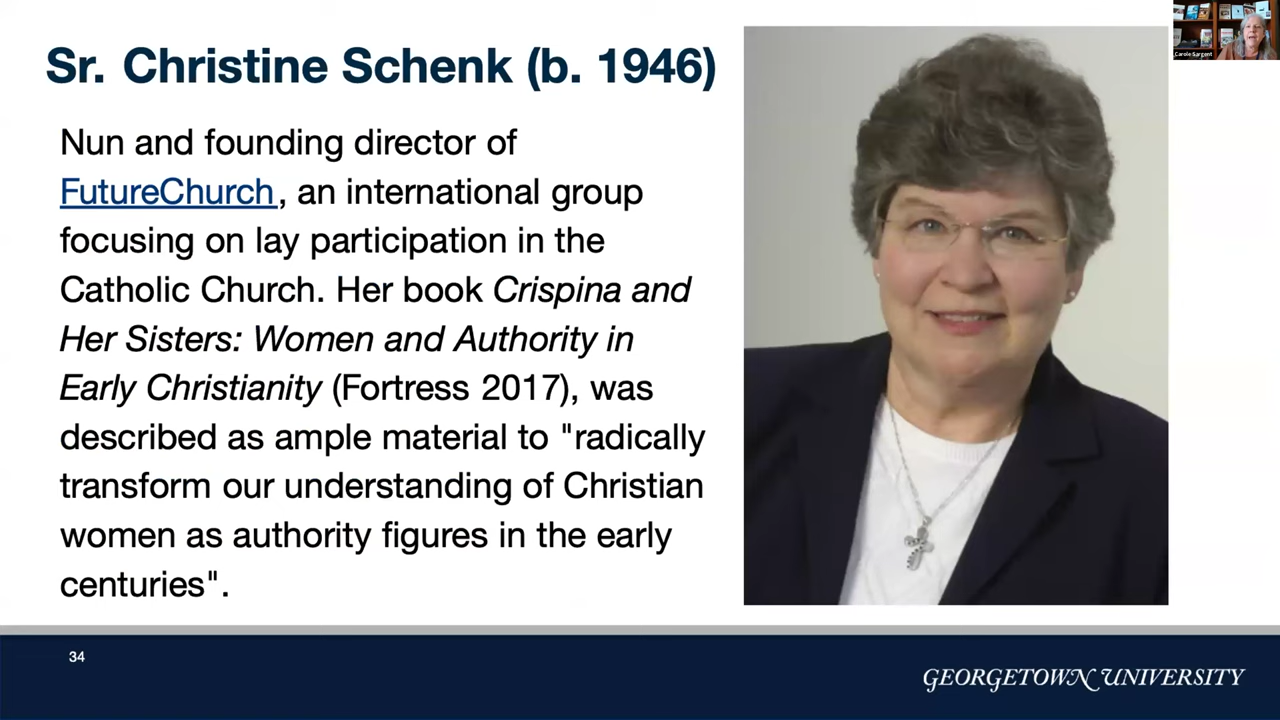 Sr. Christine Schenk (b. 1946)
Nun and founding director of
FutureChurch, an international group
focusing on lay participation in the
Catholic Church. Her book Crispina and
Her Sisters: Women and Authority in
Early Christianity (Fortress 2017), was
described as ample material to "radically
transform our understanding of Christian
women as authority figures in the early
centuries".
Carole Sargent
34
GEORGETOWN UNIVERSITY